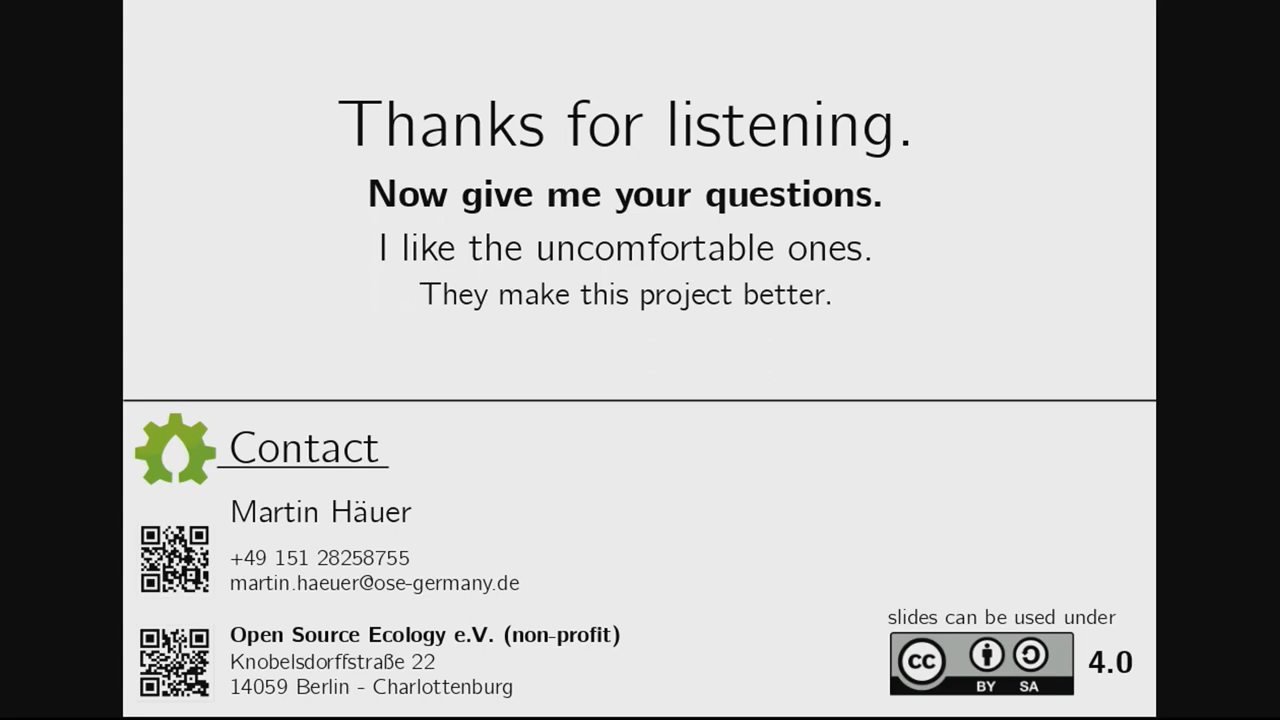 Thanks for listening.
Now give me your questions.
I like the uncomfortable ones.
They make this project better.
Contact
Martin Häuer
+49 151 28258755
martin.haeuer@ose-germany.de
Open Source Ecology e.V. (non-profit)
Knobelsdorffstraße 22
14059 Berlin - Charlottenburg
slides can be used under
cc
BY SA
4.0